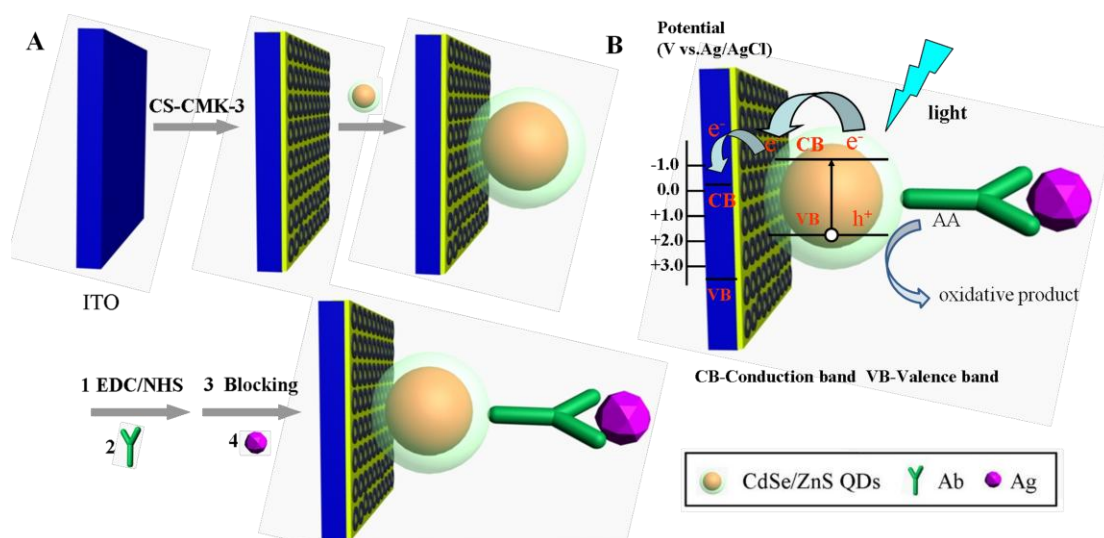 A
CS-CMK-3
ITO
1 EDC/NHS
2
3 Blocking
4
B
Potential
(V vs.Ag/AgCl)
light
e⁻
e⁻
CB
e⁻
-1.0
0.0
+1.0
+2.0
+3.0
CB
VB
VB
h⁺
AA
oxidative product
CB-Conduction band VB-Valence band
CdSe/ZnS QDs
Ab
Ag